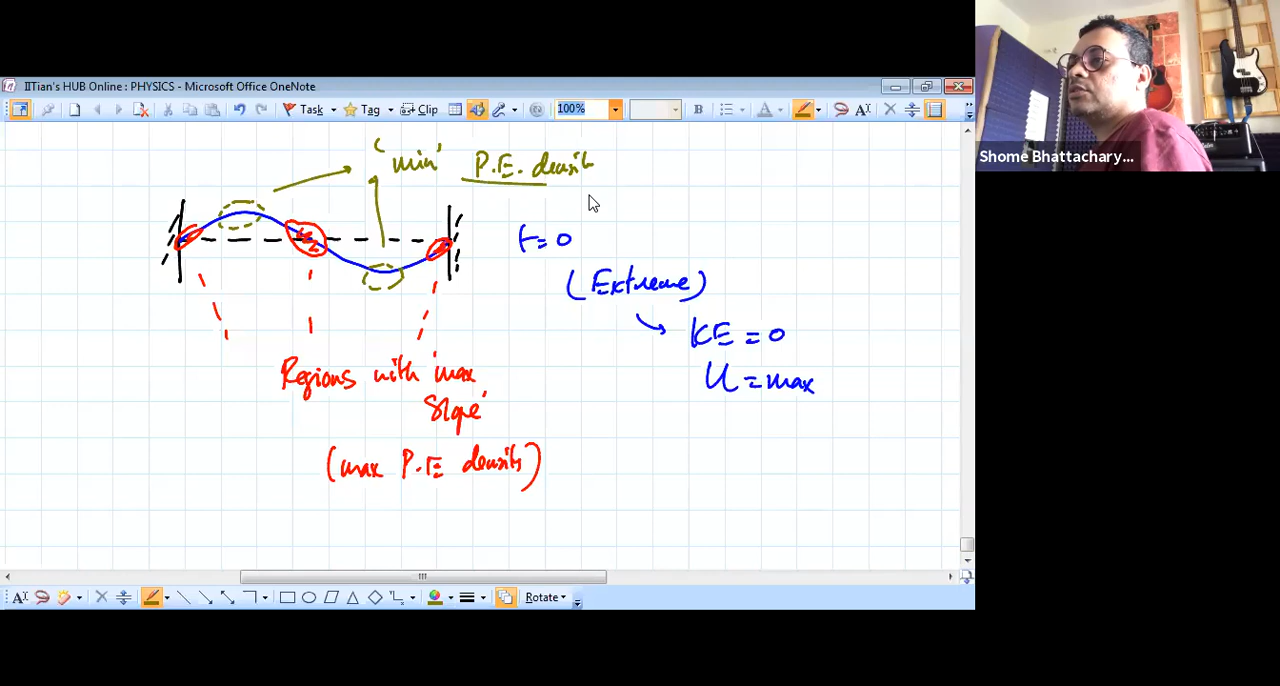 IITian's HUB Online : PHYSICS - Microsoft Office OneNote
Task Tag Clip 100% B A A
'min' P.E. densit
t=0
(Extreme)
KE = 0
U = max
Regions with 'max
slope'
(max P.E density)
Shome Bhattachary...
Rotate